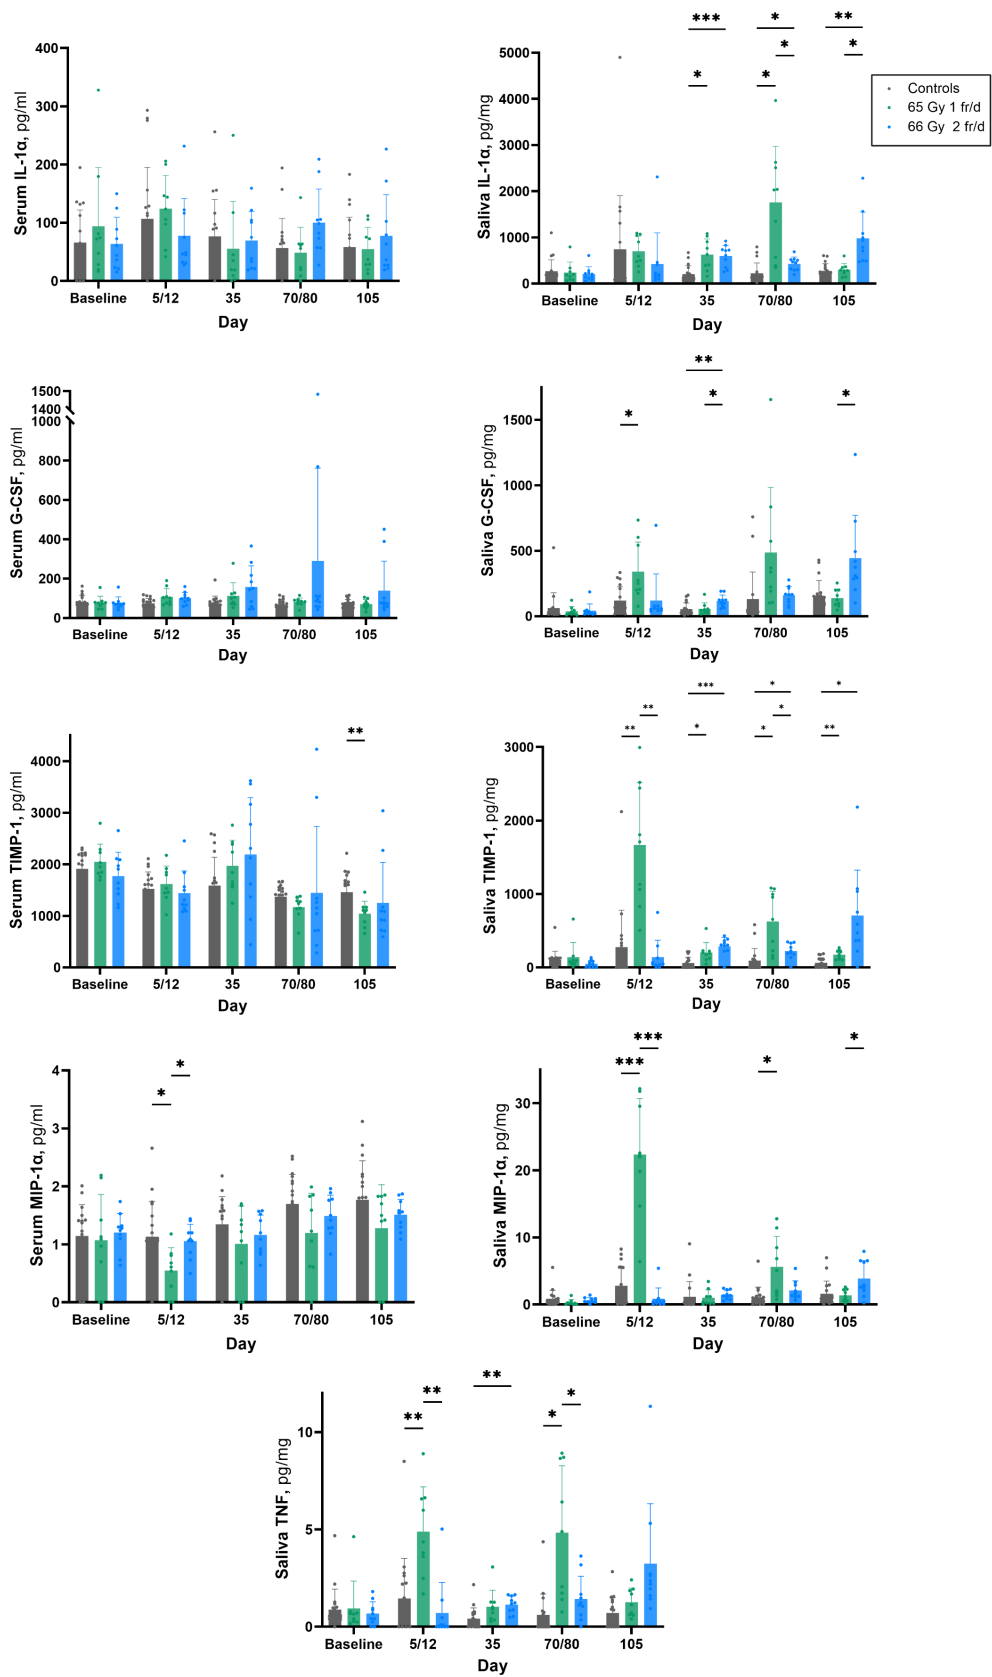 Serum IL-1α, pg/ml
400
300
200
100
0
Baseline 5/12 35 70/80 105
Day
Saliva IL-1α, pg/mg
*** * **
* * * *
5000
4000
3000
2000
1000
0
Baseline 5/12 35 70/80 105
Day
Controls
65 Gy 1 fr/d
66 Gy 2 fr/d
Serum G-CSF, pg/ml
1500
1400
1000
800
600
400
200
0
Baseline 5/12 35 70/80 105
Day
Saliva G-CSF, pg/mg
**
* * *
1500
1000
500
0
Baseline 5/12 35 70/80 105
Day
Serum TIMP-1, pg/ml
**
4000
3000
2000
1000
0
Baseline 5/12 35 70/80 105
Day
Saliva TIMP-1, pg/mg
*** * *
** *
** * * **
3000
2000
1000
0
Baseline 5/12 35 70/80 105
Day
Serum MIP-1α, pg/ml
*
*
4
3
2
1
0
Baseline 5/12 35 70/80 105
Day
Saliva MIP-1α, pg/mg
*** *
*** *
30
20
10
0
Baseline 5/12 35 70/80 105
Day
Saliva TNF, pg/mg
**
** *
** *
10
5
0
Baseline 5/12 35 70/80 105
Day